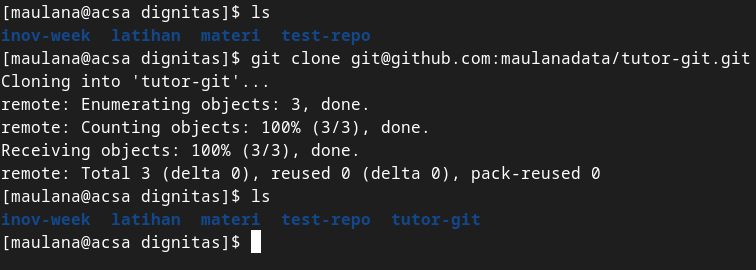 [maulana@acsa dignitas]$ ls
inov-week  latihan  materi  test-repo
[maulana@acsa dignitas]$ git clone git@github.com:maulanadata/tutor-git.git
Cloning into 'tutor-git'...
remote: Enumerating objects: 3, done.
remote: Counting objects: 100% (3/3), done.
Receiving objects: 100% (3/3), done.
remote: Total 3 (delta 0), reused 0 (delta 0), pack-reused 0
[maulana@acsa dignitas]$ ls
inov-week  latihan  materi  test-repo  tutor-git
[maulana@acsa dignitas]$